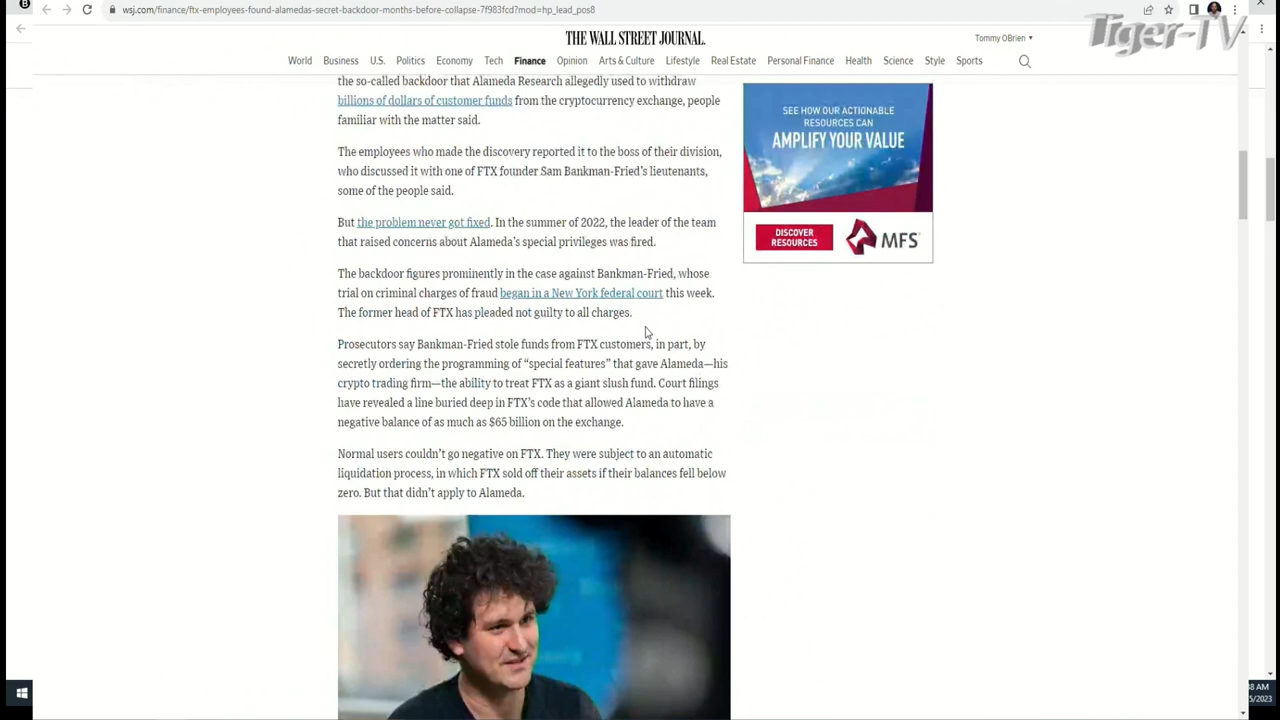 wsj.com/finance/ftx-employees-found-alamedas-secret-backdoor-months-before-collapse-7f983fcd?mod=hp_lead_pos8
Tiger-TV
THE WALL STREET JOURNAL.
Tommy OBrien
World Business U.S. Politics Economy Tech Finance Opinion Arts & Culture Lifestyle Real Estate Personal Finance Health Science Style Sports
the so-called backdoor that Alameda Research allegedly used to withdraw
billions of dollars of customer funds from the cryptocurrency exchange, people
familiar with the matter said.
The employees who made the discovery reported it to the boss of their division,
who discussed it with one of FTX founder Sam Bankman-Fried's lieutenants,
some of the people said.
But the problem never got fixed. In the summer of 2022, the leader of the team
that raised concerns about Alameda's special privileges was fired.
The backdoor figures prominently in the case against Bankman-Fried, whose
trial on criminal charges of fraud began in a New York federal court this week.
The former head of FTX has pleaded not guilty to all charges.
Prosecutors say Bankman-Fried stole funds from FTX customers, in part, by
secretly ordering the programming of “special features” that gave Alameda—his
crypto trading firm—the ability to treat FTX as a giant slush fund. Court filings
have revealed a line buried deep in FTX's code that allowed Alameda to have a
negative balance of as much as $65 billion on the exchange.
Normal users couldn't go negative on FTX. They were subject to an automatic
liquidation process, in which FTX sold off their assets if their balances fell below
zero. But that didn't apply to Alameda.
SEE HOW OUR ACTIONABLE
RESOURCES CAN
AMPLIFY YOUR VALUE
DISCOVER
RESOURCES
MFS
8 AM
5/2023